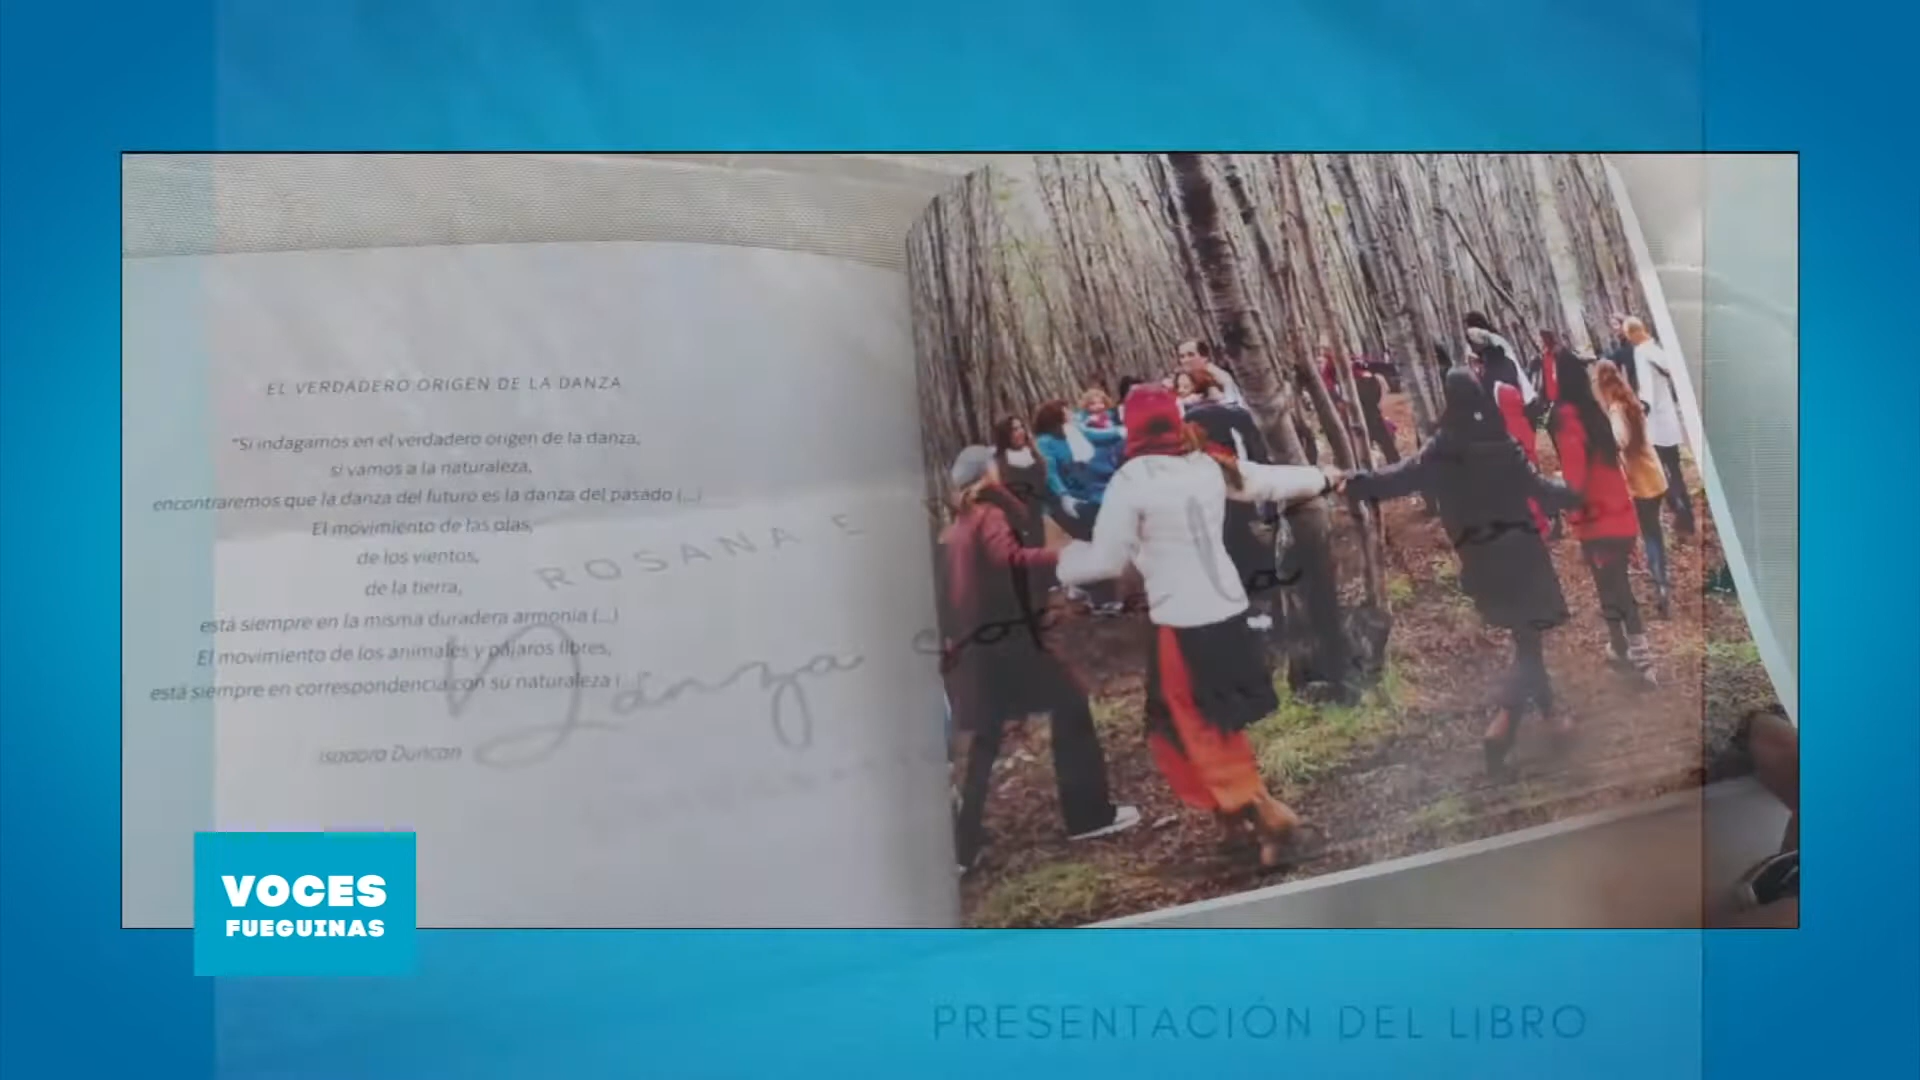 EL VERDADERO ORIGEN DE LA DANZA
"Si indagamos en el verdadero origen de la danza,
si vamos a la naturaleza,
encontraremos que la danza del futuro es la danza del pasado (...)
El movimiento de las olas,
de los vientos,
de la tierra,
está siempre en la misma duradera armonía (...)
El movimiento de los animales y pájaros libres,
está siempre en correspondencia con su naturaleza (
Isadora Duncan
ROSANA E
Danza sobre la
VOCES
FUEGUINAS
PRESENTACIÓN DEL LIBRO